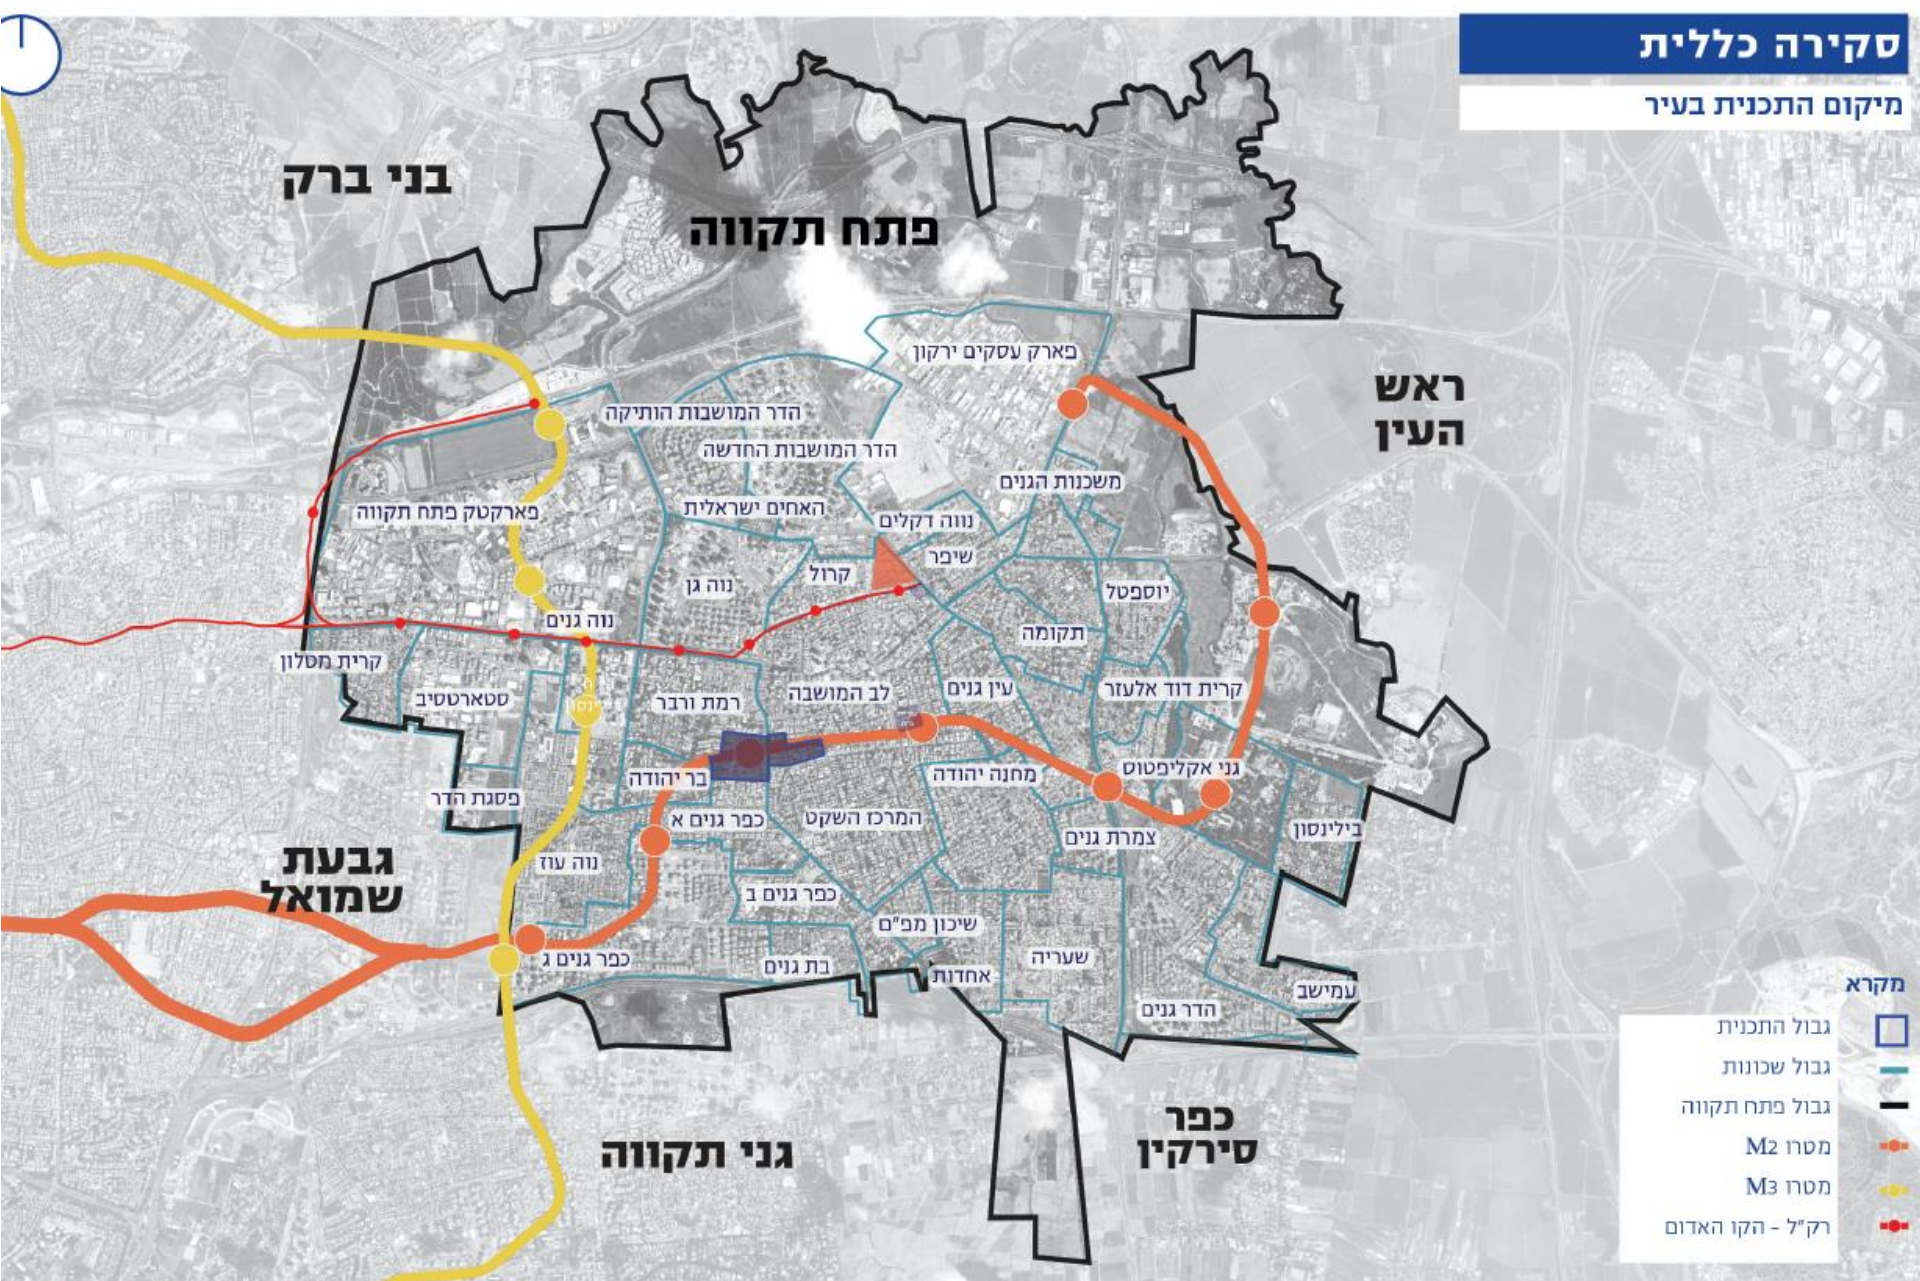 סקירה כללית
מיקום התכנית בעיר
בני ברק
פתח תקווה
פארק עסקים ירקון
ראש
העין
הדר המושבות הותיקה
הדר המושבות החדשה
משכנות הגנים
האחים ישראלית
פארקטק פתח תקווה
נווה דקלים
שיפר
קרול
נוה גן
יוספטל
נוה גנים
תקומה
קרית מטלון
סטארטסיב
רמת ורבר
לב המושבה
עין גנים
קרית דוד אלעזר
בר יהודה
מחנה יהודה
גני אקליפטוס
פסגת הדר
כפר גנים א
המרכז השקט
צמרת גנים
בילינסון
גבעת
שמואל
נוה עוז
כפר גנים ב
שיכון מפ"ם
כפר גנים ג
בת גנים
אחדות
שעריה
הדר גנים
עמישב
גני תקווה
כפר
סירקין
מקרא
גבול התכנית
גבול שכונות
גבול פתח תקווה
מטרו M2
מטרו M3
רק"ל - הקו האדום